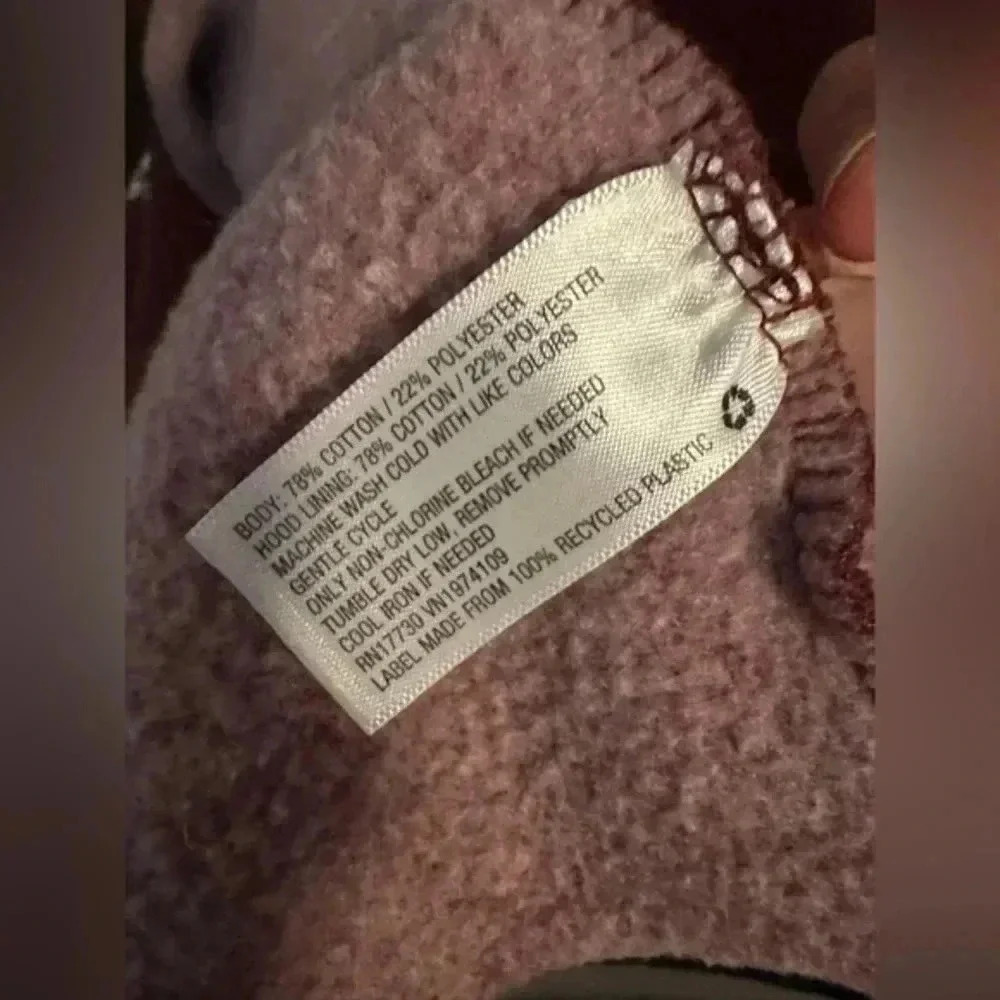 BODY: 78% COTTON / 22% POLYESTER
HOOD LINING: 78% COTTON / 22% POLYESTER
MACHINE WASH COLD WITH LIKE COLORS
GENTLE CYCLE
ONLY NON-CHLORINE BLEACH IF NEEDED
TUMBLE DRY LOW, REMOVE PROMPTLY
COOL IRON IF NEEDED
RN17730 VN1974109
LABEL MADE FROM 100% RECYCLED PLASTIC